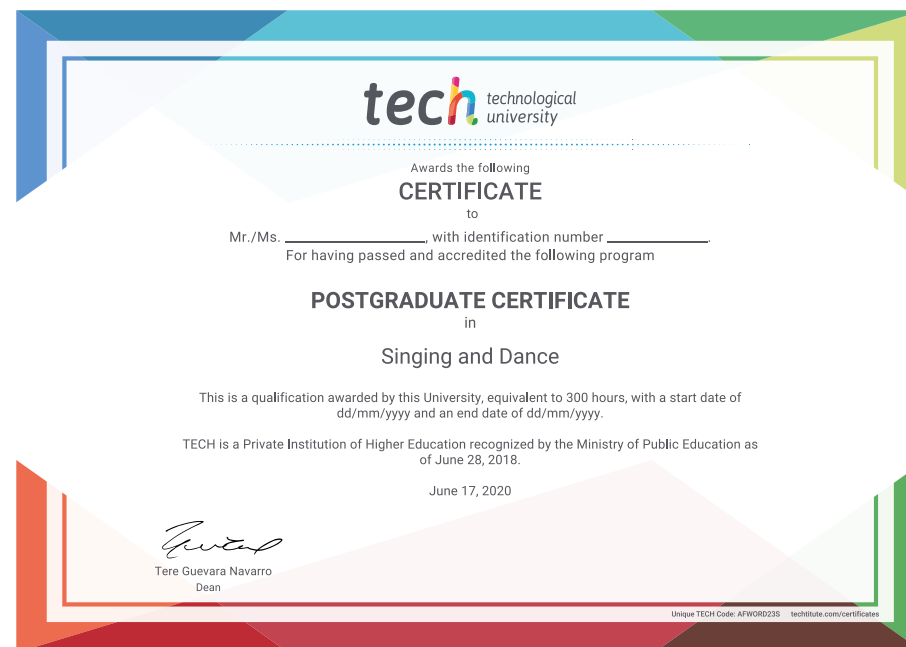 tech technological university
Awards the following
CERTIFICATE
to
Mr./Ms. ____________________, with identification number ______________.
For having passed and accredited the following program
POSTGRADUATE CERTIFICATE
in
Singing and Dance
This is a qualification awarded by this University, equivalent to 300 hours, with a start date of
dd/mm/yyyy and an end date of dd/mm/yyyy.
TECH is a Private Institution of Higher Education recognized by the Ministry of Public Education as
of June 28, 2018.
June 17, 2020
Tere Guevara Navarro
Dean
Unique TECH Code: AFWORD23S techtitute.com/certificates